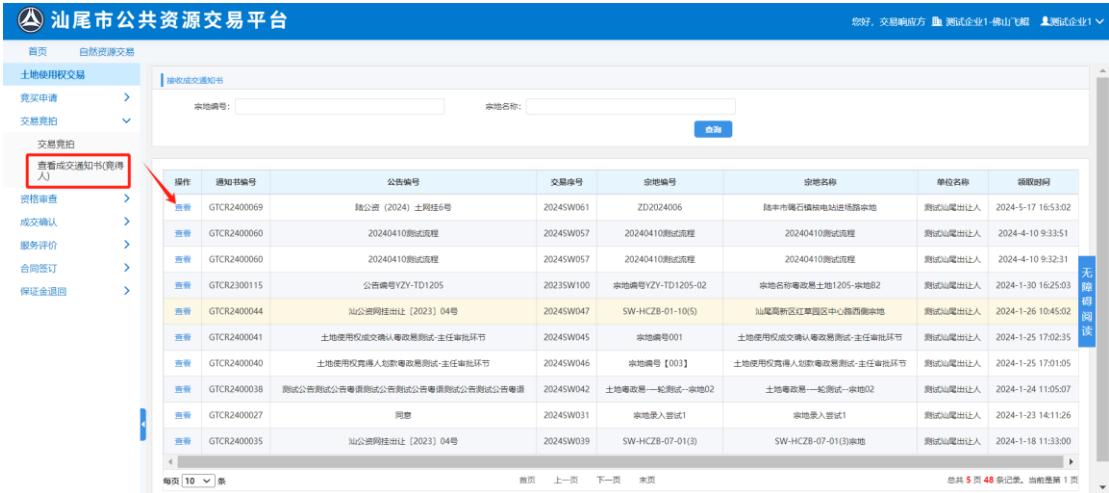 汕尾市公共资源交易平台
您好，交易响应方 测试企业1-佛山飞鲲 测试企业1
首页 自然资源交易
土地使用权交易
竞买申请
交易竞拍
交易竞拍
查看成交通知书(竞得
人)
资格审查
成交确认
服务评价
合同签订
保证金退回
接收成交通知书
宗地编号: 宗地名称:
查询
操作 通知书编号 公告编号 交易序号 宗地编号 宗地名称 单位名称 领取时间
查看 GTCR2400069 陆公资（2024）土网挂6号 2024SW061 ZD2024006 陆丰市碣石镇核电站进场路宗地 测试汕尾出让人 2024-5-17 16:53:02
查看 GTCR2400060 20240410测试流程 2024SW057 20240410测试流程 20240410测试流程 测试汕尾出让人 2024-4-10 9:33:51
查看 GTCR2400060 20240410测试流程 2024SW057 20240410测试流程 20240410测试流程 测试汕尾出让人 2024-4-10 9:32:31
查看 GTCR2300115 公告编号YZY-TD1205 2023SW100 宗地编号YZY-TD1205-02 宗地名称粤政易土地1205-宗地B2 测试汕尾出让人 2024-1-30 16:25:03
查看 GTCR2400044 汕公资网挂出让【2023】04号 2024SW047 SW-HCZB-01-10(5) 汕尾高新区红草园区中心路西侧宗地 测试汕尾出让人 2024-1-26 10:45:02
查看 GTCR2400041 土地使用权成交确认粤政易测试-主任审批环节 2024SW045 宗地编号001 土地使用权成交确认粤政易测试-主任审批环节 测试汕尾出让人 2024-1-25 17:02:35
查看 GTCR2400040 土地使用权竞得人划款粤政易测试-主任审批环节 2024SW046 宗地编号【003】 土地使用权竞得人划款粤政易测试-主任审批环节 测试汕尾出让人 2024-1-25 17:01:05
查看 GTCR2400038 测试公告测试公告粤语测试公告测试公告粤语测试公告测试公告粤语 2024SW042 土地粤政易-一轮测试--宗地02 土地粤政易-一轮测试--宗地02 测试汕尾出让人 2024-1-24 11:05:07
查看 GTCR2400027 同意 2024SW031 宗地录入尝试1 宗地录入尝试1 测试汕尾出让人 2024-1-23 14:11:26
查看 GTCR2400035 汕公资网挂出让【2023】04号 2024SW039 SW-HCZB-07-01(3) SW-HCZB-07-01(3)宗地 测试汕尾出让人 2024-1-18 11:33:00
每页 10 条 首页 上一页 下一页 末页 总共 5 页 48 条记录。当前是第 1 页
无障碍阅读